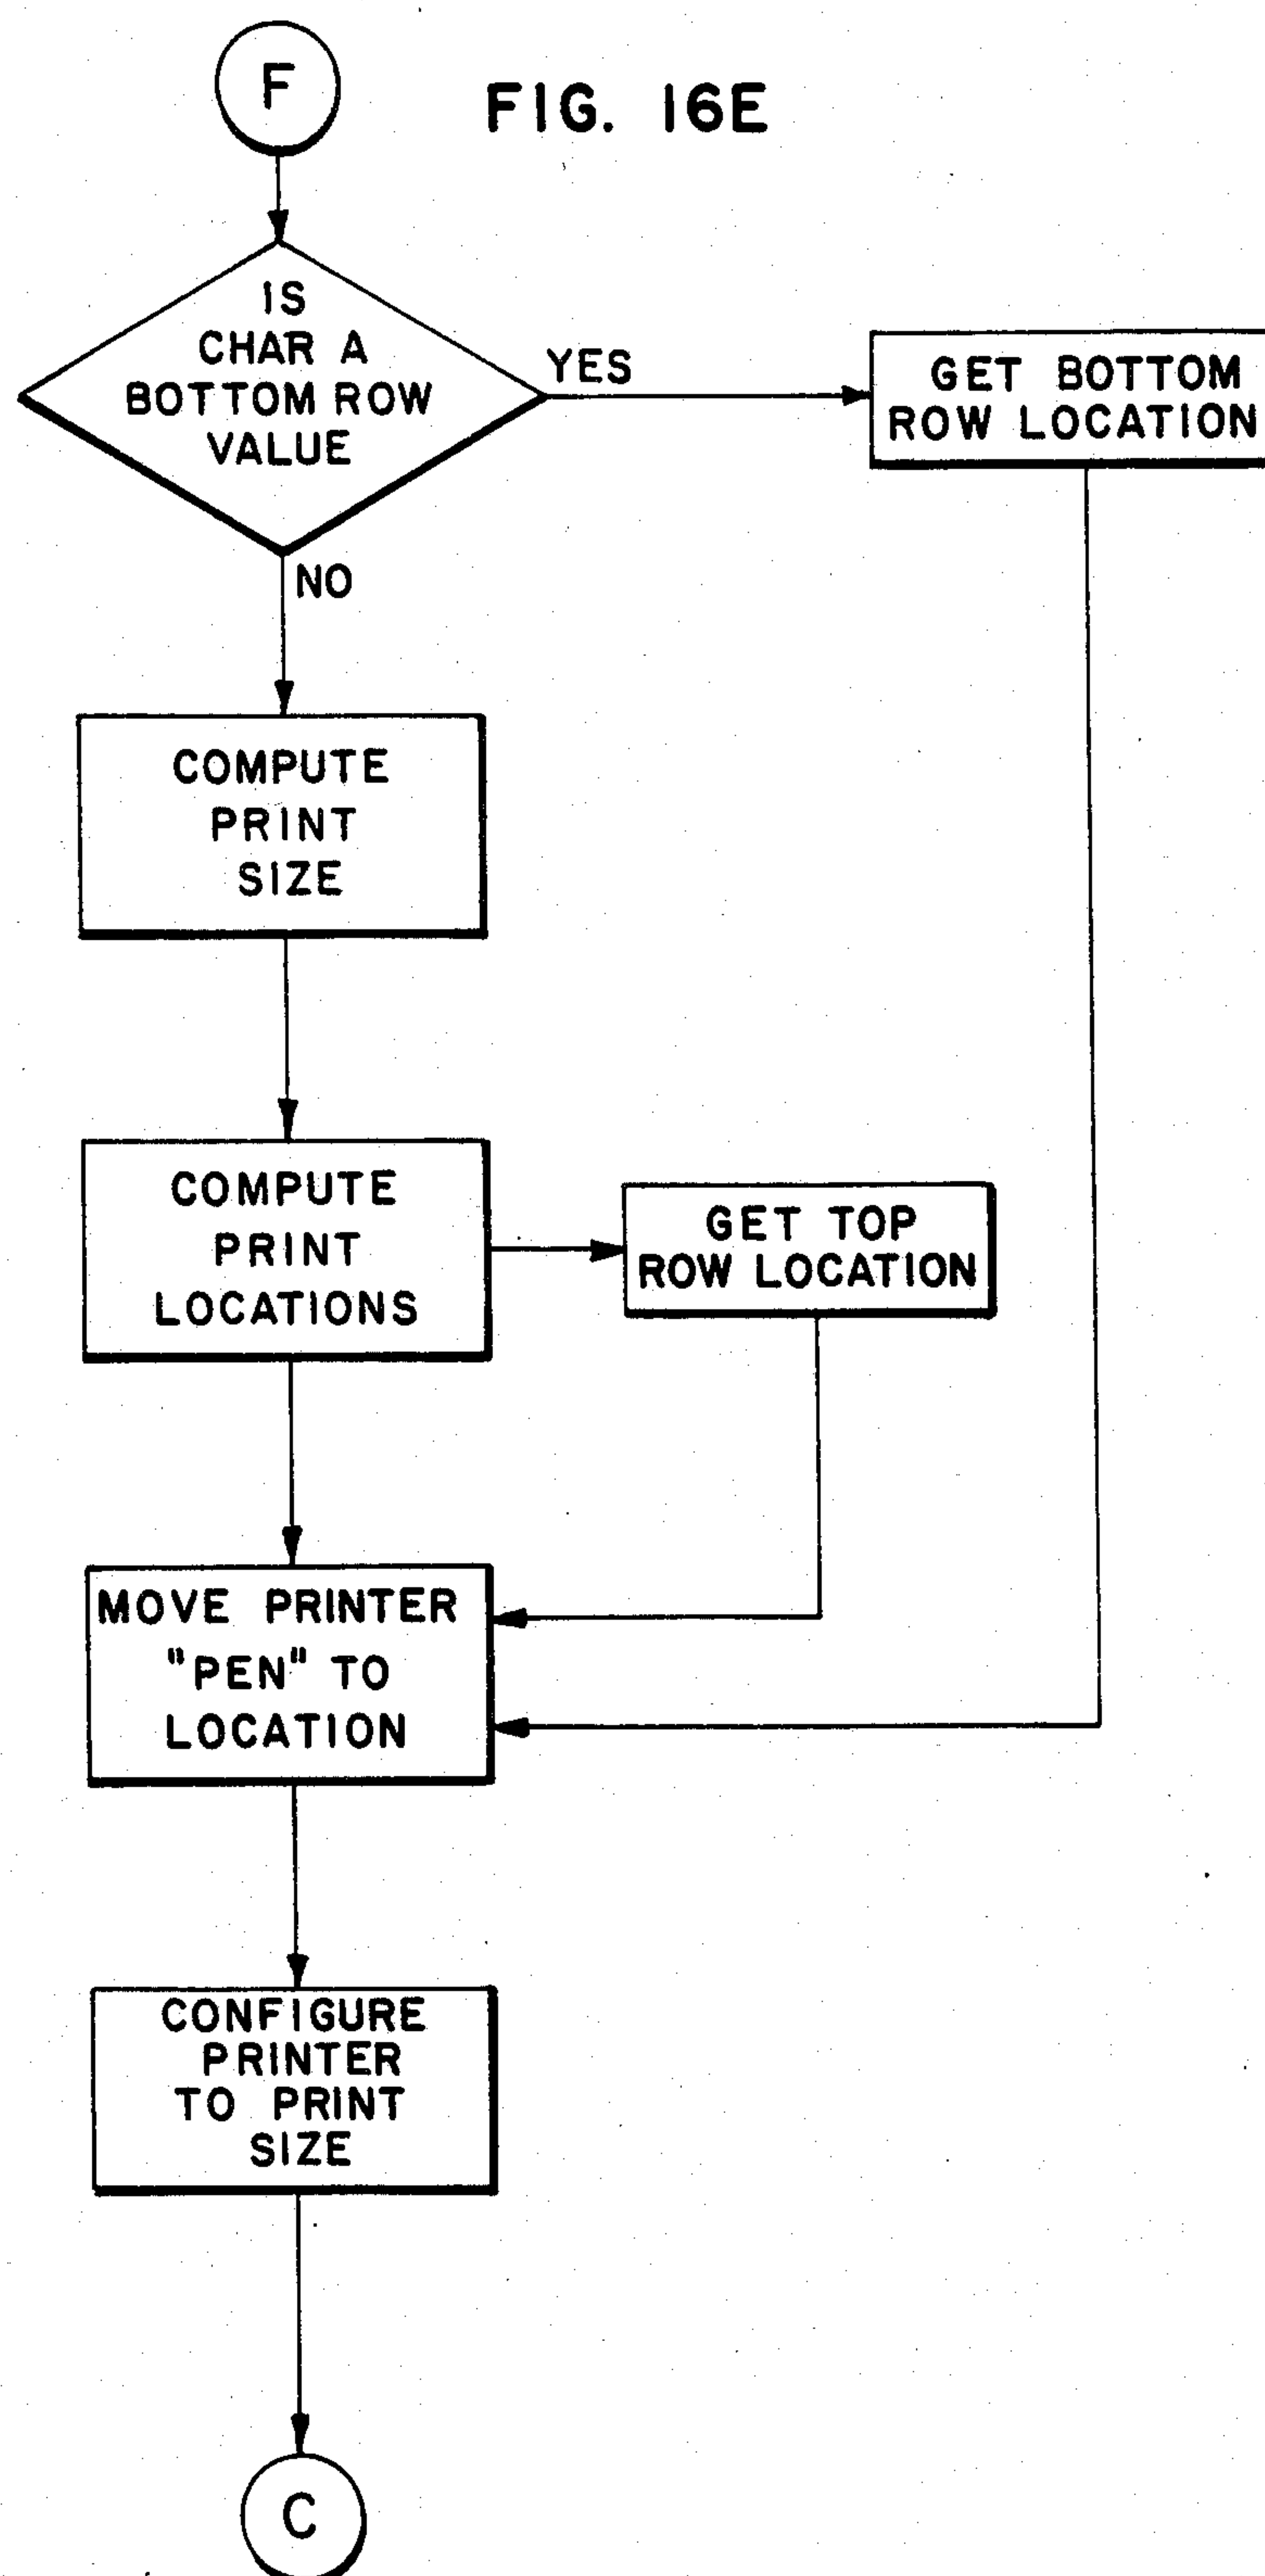 F
FIG. 16E
IS
CHAR A
BOTTOM ROW
VALUE
YES
GET BOTTOM
ROW LOCATION
NO
COMPUTE
PRINT
SIZE
COMPUTE
PRINT
LOCATIONS
GET TOP
ROW LOCATION
MOVE PRINTER
"PEN" TO
LOCATION
CONFIGURE
PRINTER
TO PRINT
SIZE
C